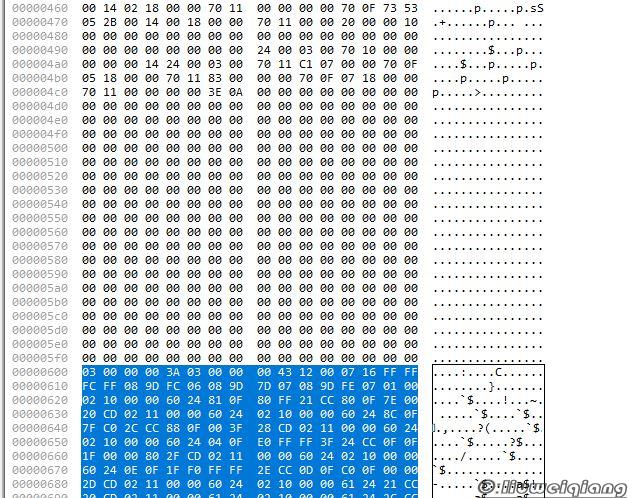 00000460 00 14 02 18 00 00 70 11 00 00 00 00 70 0F 73 53 ......p.....p.sS
00000470 05 2B 00 14 00 18 00 00 70 11 00 00 20 00 00 10 .+......p... ...
00000480 00 00 00 00 00 00 00 00 00 00 00 00 00 00 00 00 ................
00000490 00 00 00 00 00 00 00 00 24 00 03 00 70 10 00 00 ........$...p...
000004a0 00 00 00 14 24 00 03 00 70 11 C1 07 00 00 70 0F ....$...p.....p.
000004b0 05 18 00 00 70 11 83 00 00 00 70 0F 07 18 00 00 ....p.....p.....
000004c0 70 11 00 00 00 00 3E 0A 00 00 00 00 00 00 00 00 p.....>.........
000004d0 00 00 00 00 00 00 00 00 00 00 00 00 00 00 00 00 ................
000004e0 00 00 00 00 00 00 00 00 00 00 00 00 00 00 00 00 ................
000004f0 00 00 00 00 00 00 00 00 00 00 00 00 00 00 00 00 ................
00000500 00 00 00 00 00 00 00 00 00 00 00 00 00 00 00 00 ................
00000510 00 00 00 00 00 00 00 00 00 00 00 00 00 00 00 00 ................
00000520 00 00 00 00 00 00 00 00 00 00 00 00 00 00 00 00 ................
00000530 00 00 00 00 00 00 00 00 00 00 00 00 00 00 00 00 ................
00000540 00 00 00 00 00 00 00 00 00 00 00 00 00 00 00 00 ................
00000550 00 00 00 00 00 00 00 00 00 00 00 00 00 00 00 00 ................
00000560 00 00 00 00 00 00 00 00 00 00 00 00 00 00 00 00 ................
00000570 00 00 00 00 00 00 00 00 00 00 00 00 00 00 00 00 ................
00000580 00 00 00 00 00 00 00 00 00 00 00 00 00 00 00 00 ................
00000590 00 00 00 00 00 00 00 00 00 00 00 00 00 00 00 00 ................
000005a0 00 00 00 00 00 00 00 00 00 00 00 00 00 00 00 00 ................
000005b0 00 00 00 00 00 00 00 00 00 00 00 00 00 00 00 00 ................
000005c0 00 00 00 00 00 00 00 00 00 00 00 00 00 00 00 00 ................
000005d0 00 00 00 00 00 00 00 00 00 00 00 00 00 00 00 00 ................
000005e0 00 00 00 00 00 00 00 00 00 00 00 00 00 00 00 00 ................
000005f0 00 00 00 00 00 00 00 00 00 00 00 00 00 00 00 00 ................
00000600 03 00 00 00 3A 03 00 00 00 43 12 00 07 16 FF FF ....:....C......
00000610 FC FF 08 9D FC 06 08 9D 7D 07 08 9D FE 07 01 00 ........}.......
00000620 02 10 00 00 60 24 81 0F 80 FF 21 CC 80 0F 7E 00 ....`$....!...~.
00000630 20 CD 02 11 00 00 60 24 02 10 00 00 60 24 8C 0F  .....`$....`$..
00000640 7F C0 2C CC 88 0F 00 3F 28 CD 02 11 00 00 60 24 ..,....?(.....`$
00000650 02 10 00 00 60 24 04 0F E0 FF FF 3F 24 CC 0F 0F ....`$.....?$...
00000660 1F 00 00 80 2F CD 02 11 00 00 60 24 02 10 00 00 ..../.....`$....
00000670 60 24 0E 0F 1F F0 FF FF 2E CC 0D 0F C0 0F 00 00 `$..............
00000680 2D CD 02 11 00 00 60 24 02 10 00 00 61 24 21 CC
00000690 20 CD 02 11 00 00 61 24 02 10 00 00 61 24